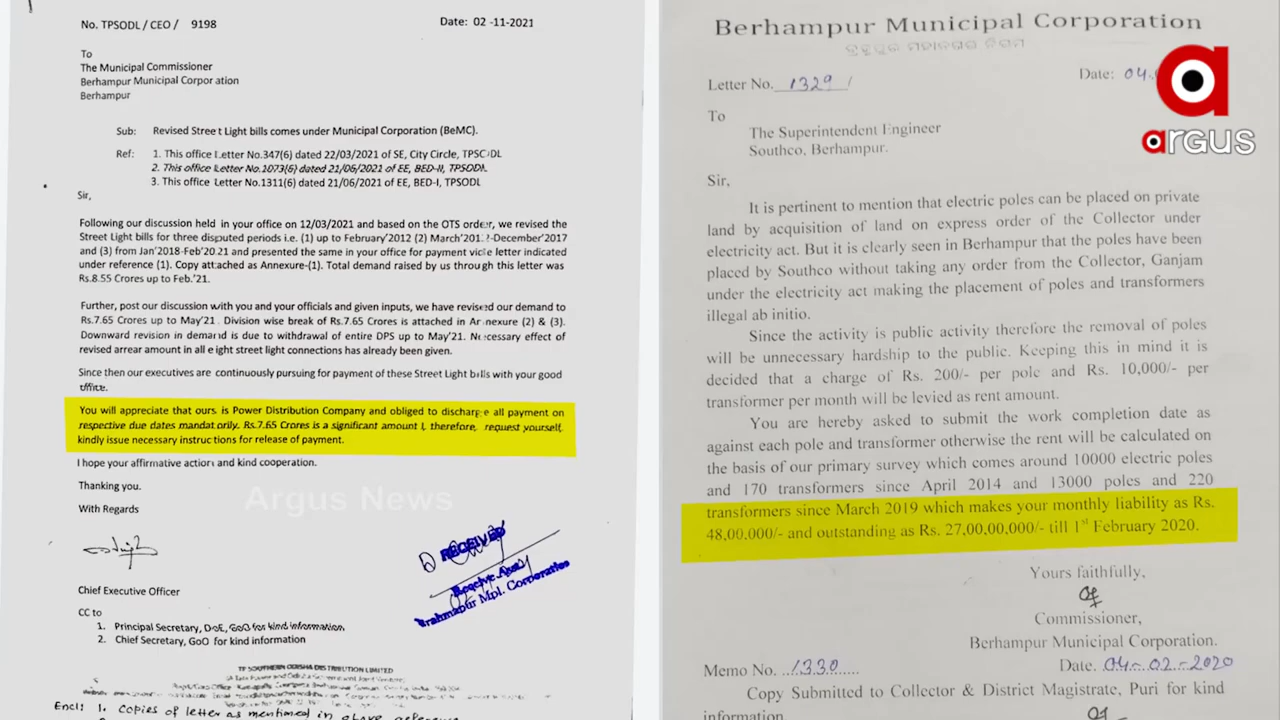 No. TPSODL / CEO / 9198
Date: 02 -11-2021
To
The Municipal Commissioner
Berhampur Municipal Corporation
Berhampur
Sub: Revised Street Light bills comes under Municipal Corporation (BeMC).
Ref: 1. This office Letter No.347(6) dated 22/03/2021 of SE, City Circle, TPSODL
2. This office Letter No.1073(6) dated 21/06/2021 of EE, BED-II, TPSODL
3. This office Letter No.1311(6) dated 21/06/2021 of EE, BED-I, TPSODL
Sir,
Following our discussion held in your office on 12/03/2021 and based on the OTS order, we revised the
Street Light bills for three disputed periods i.e. (1) up to February'2012 (2) March'2012-December'2017
and (3) from Jan'2018-Feb'2021 and presented the same in your office for payment vide letter indicated
under reference (1). Copy attached as Annexure-(1). Total demand raised by us through this letter was
Rs.8.55 Crores up to Feb.'21.
Further, post our discussion with you and your officials and given inputs, we have revised our demand to
Rs.7.65 Crores up to May'21. Division wise break of Rs.7.65 Crores is attached in Annexure (2) & (3).
Downward revision in demand is due to withdrawal of entire DPS up to May'21. Necessary effect of
revised arrear amount in all eight street light connections has already been given.
Since then our executives are continuously pursuing for payment of these Street Light bills with your good
office.
You will appreciate that ours is Power Distribution Company and obliged to discharge all payment on
respective due dates mandatorily. Rs.7.65 Crores is a significant amount I, therefore, request yourself,
kindly issue necessary instructions for release of payment.
I hope your affirmative action and kind cooperation.
Thanking you.
With Regards
Chief Executive Officer
CC to
1. Principal Secretary, DoE, GoO for kind information
2. Chief Secretary, GoO for kind information
RECEIVED
Brahmapur Mpl. Corporation
TP SOUTHERN ODISHA DISTRIBUTION LIMITED
Encl: 1. Copies of letter as mentioned in above reference
Argus News
Berhampur Municipal Corporation
ବ୍ରହ୍ମପୁର ମହାନଗର ନିଗମ
Letter No. 1329 /
Date: 04.
argus
To
The Superintendent Engineer
Southco, Berhampur.
Sir,
It is pertinent to mention that electric poles can be placed on private
land by acquisition of land on express order of the Collector under
electricity act. But it is clearly seen in Berhampur that the poles have been
placed by Southco without taking any order from the Collector, Ganjam
under the electricity act making the placement of poles and transformers
illegal ab initio.
Since the activity is public activity therefore the removal of poles
will be unnecessary hardship to the public. Keeping this in mind it is
decided that a charge of Rs. 200/- per pole and Rs. 10,000/- per
transformer per month will be levied as rent amount.
You are hereby asked to submit the work completion date as
against each pole and transformer otherwise the rent will be calculated on
the basis of our primary survey which comes around 10000 electric poles
and 170 transformers since April 2014 and 13000 poles and 220
transformers since March 2019 which makes your monthly liability as Rs.
48,00.000/- and outstanding as Rs. 27,00,00,000/- till 1st February 2020.
Yours faithfully,
Commissioner,
Berhampur Municipal Corporation.
Memo No. 1330
Date. 04-02-2020
Copy Submitted to Collector & District Magistrate, Puri for kind
information